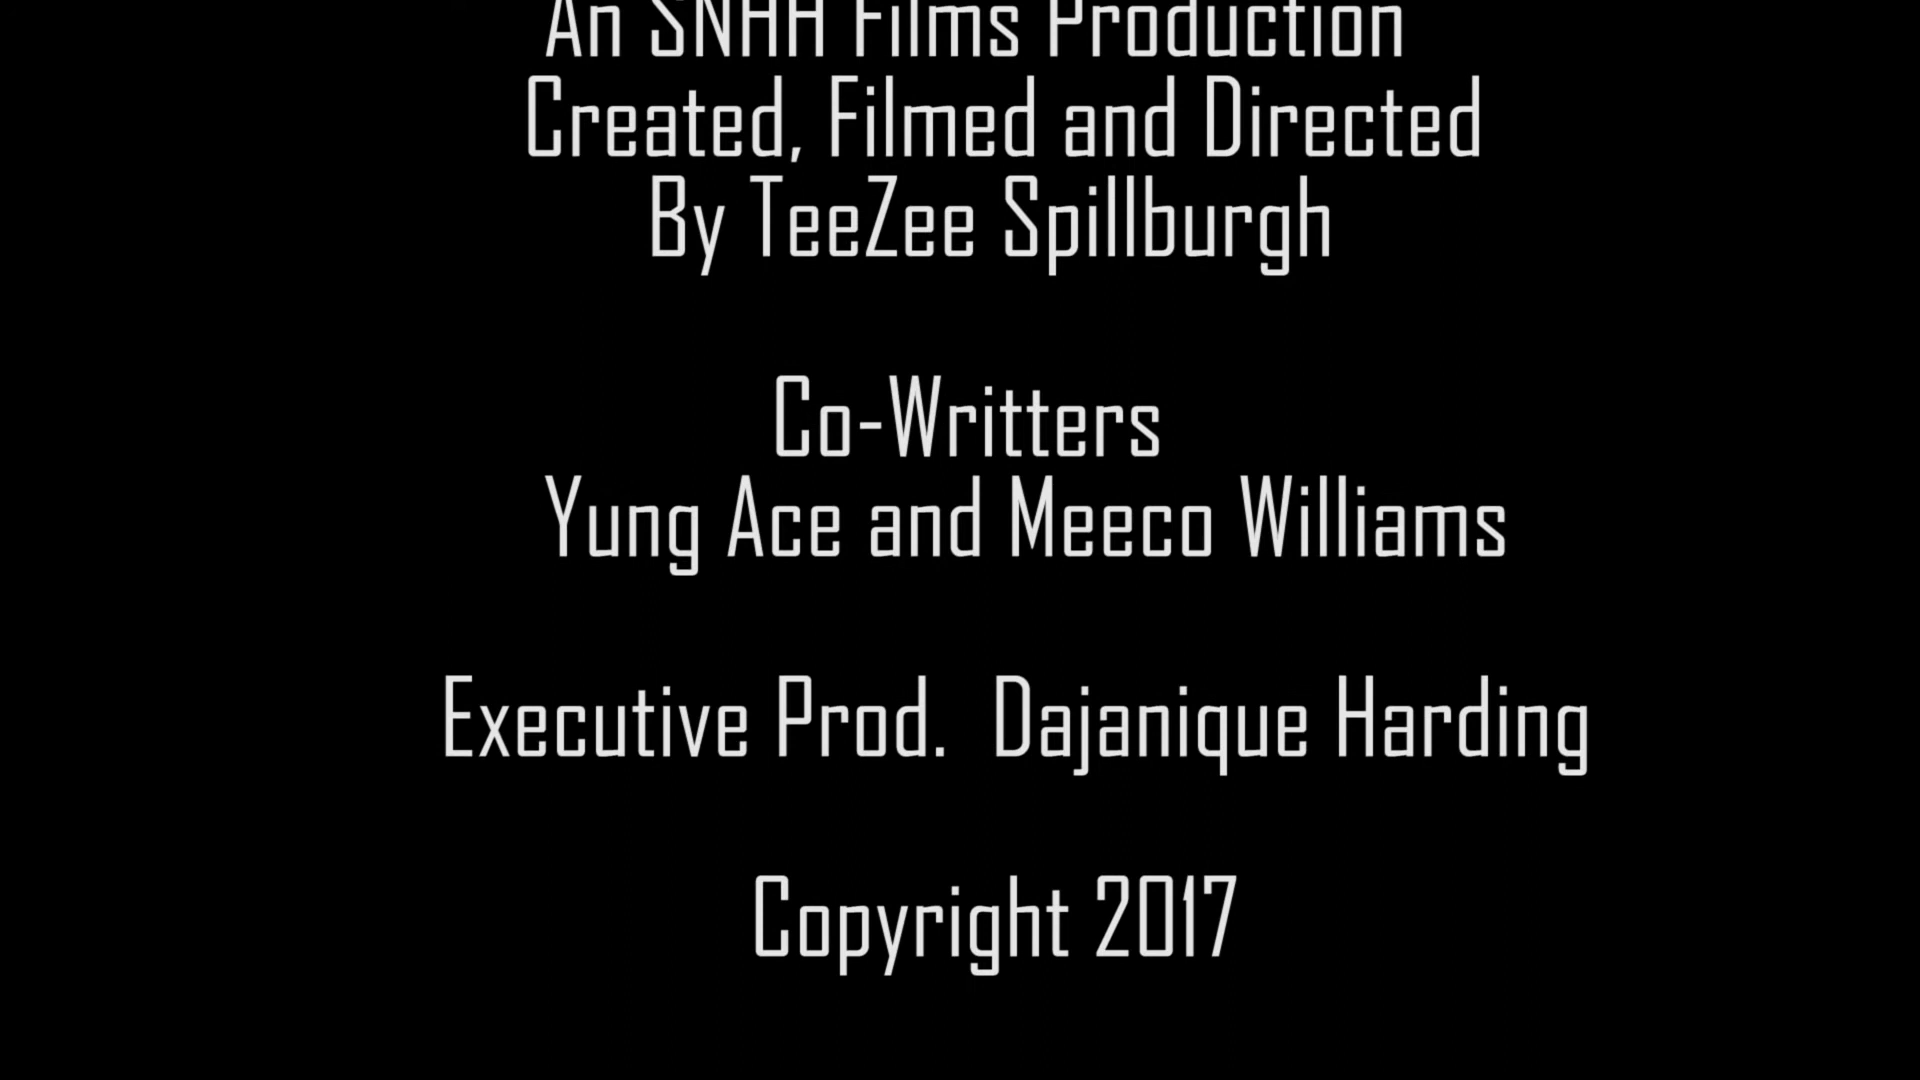 An SNHH Films Production
Created, Filmed and Directed
By TeeZee Spillburgh
Co-Writters
Yung Ace and Meeco Williams
Executive Prod. Dajanique Harding
Copyright 2017